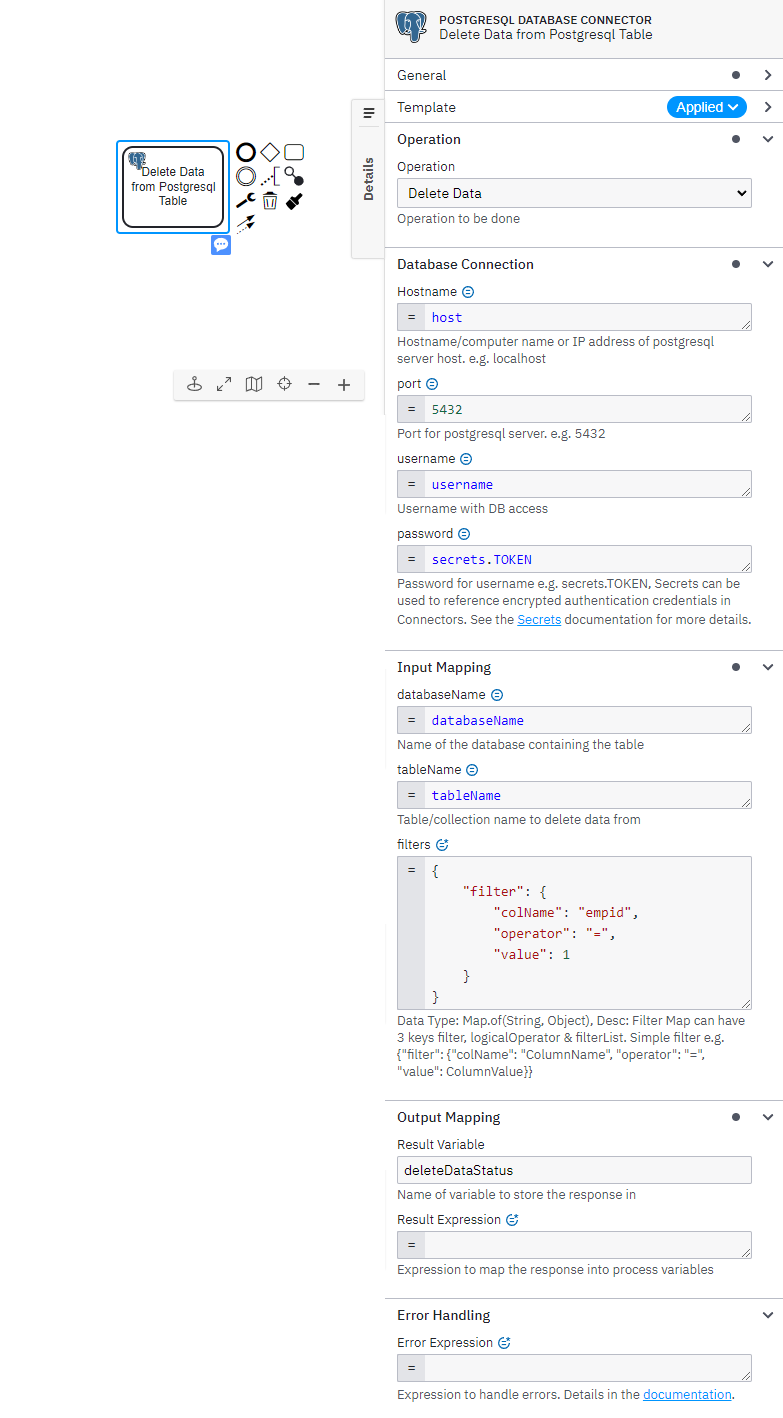 POSTGRESQL DATABASE CONNECTOR
Delete Data from Postgresql Table
General
Template
Applied
Delete Data
from Postgresql
Table
Details
Operation
Operation
Delete Data
Operation to be done
Database Connection
Hostname
= host
Hostname/computer name or IP address of postgresql
server host. e.g. localhost
port
= 5432
Port for postgresql server. e.g. 5432
username
= username
Username with DB access
password
= secrets.TOKEN
Password for username e.g. secrets.TOKEN, Secrets can be
used to reference encrypted authentication credentials in
Connectors. See the Secrets documentation for more details.
Input Mapping
databaseName
= databaseName
Name of the database containing the table
tableName
= tableName
Table/collection name to delete data from
filters
= {
"filter": {
"colName": "empid",
"operator": "=",
"value": 1
}
}
Data Type: Map.of(String, Object), Desc: Filter Map can have
3 keys filter, logicalOperator & filterList. Simple filter e.g.
{"filter": {"colName": "ColumnName", "operator": "=",
"value": ColumnValue}}
Output Mapping
Result Variable
deleteDataStatus
Name of variable to store the response in
Result Expression
=
Expression to map the response into process variables
Error Handling
Error Expression
=
Expression to handle errors. Details in the documentation.